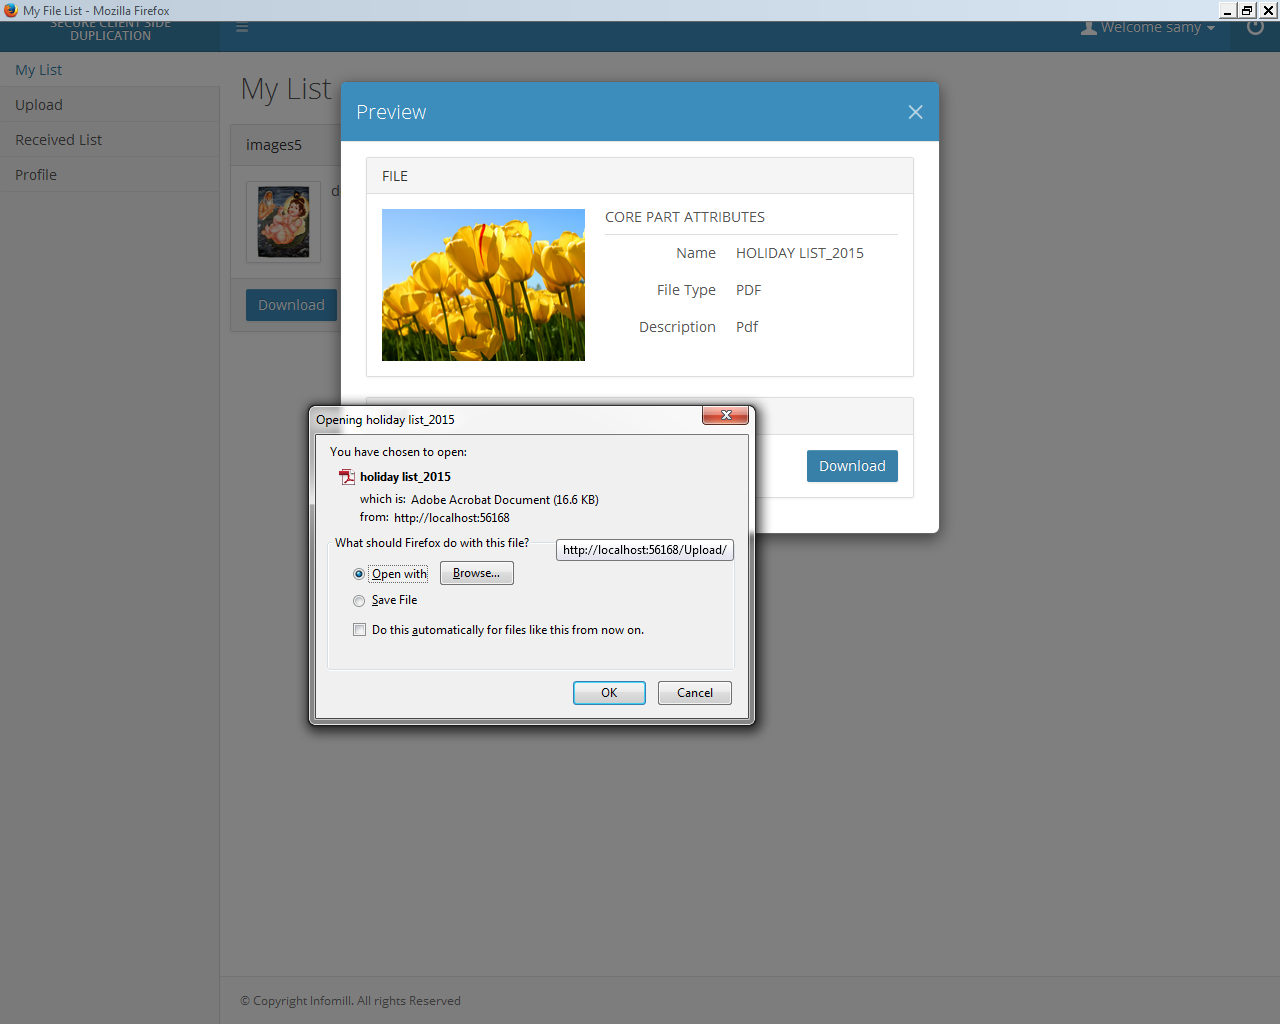 My File List - Mozilla Firefox
SECURE CLIENT SIDE
DUPLICATION
Welcome samy
My List
Upload
Received List
Profile
My List
images5
d
Download
Preview
FILE
CORE PART ATTRIBUTES
Name HOLIDAY LIST_2015
File Type PDF
Description Pdf
Download
Opening holiday list_2015
You have chosen to open:
holiday list_2015
which is: Adobe Acrobat Document (16.6 KB)
from: http://localhost:56168
What should Firefox do with this file?
http://localhost:56168/Upload/
Open with Browse...
Save File
Do this automatically for files like this from now on.
OK Cancel
© Copyright Infomill. All rights Reserved